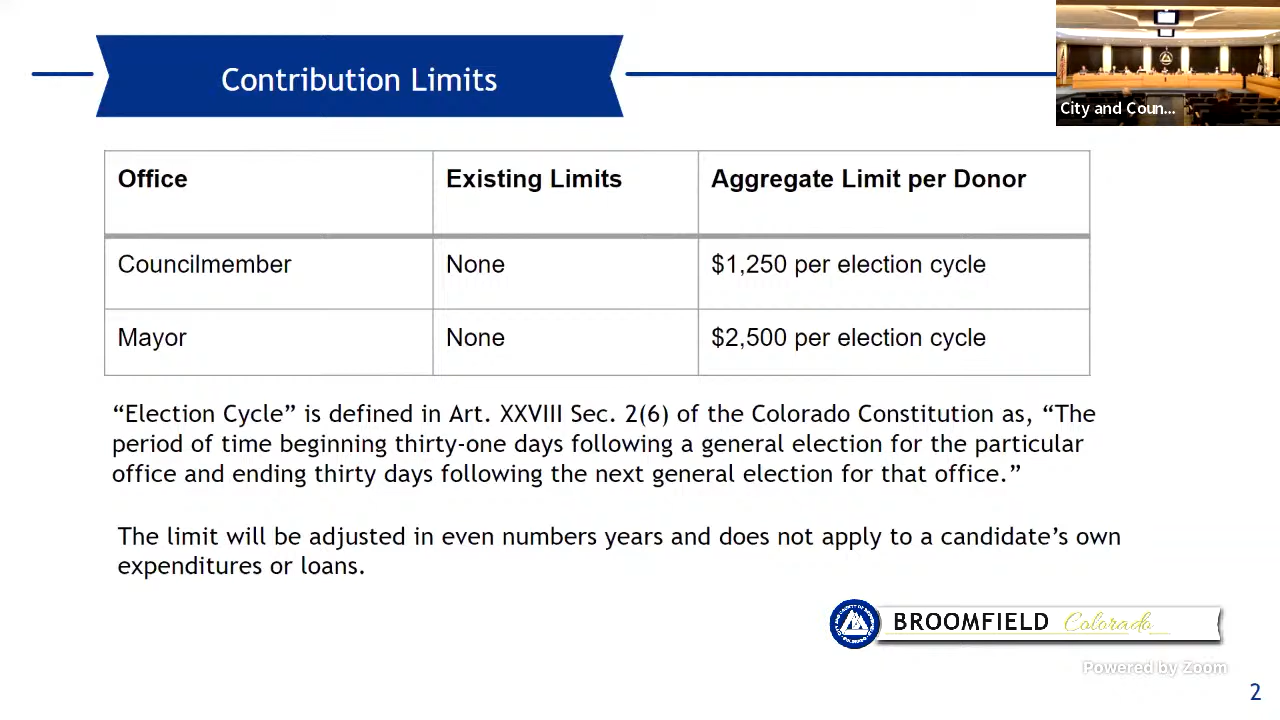 Contribution Limits
City and Coun...
Office Existing Limits Aggregate Limit per Donor
Councilmember None $1,250 per election cycle
Mayor None $2,500 per election cycle
“Election Cycle” is defined in Art. XXVIII Sec. 2(6) of the Colorado Constitution as, “The
period of time beginning thirty-one days following a general election for the particular
office and ending thirty days following the next general election for that office.”
The limit will be adjusted in even numbers years and does not apply to a candidate’s own
expenditures or loans.
BROOMFIELD Colorado
Powered by Zoom
2